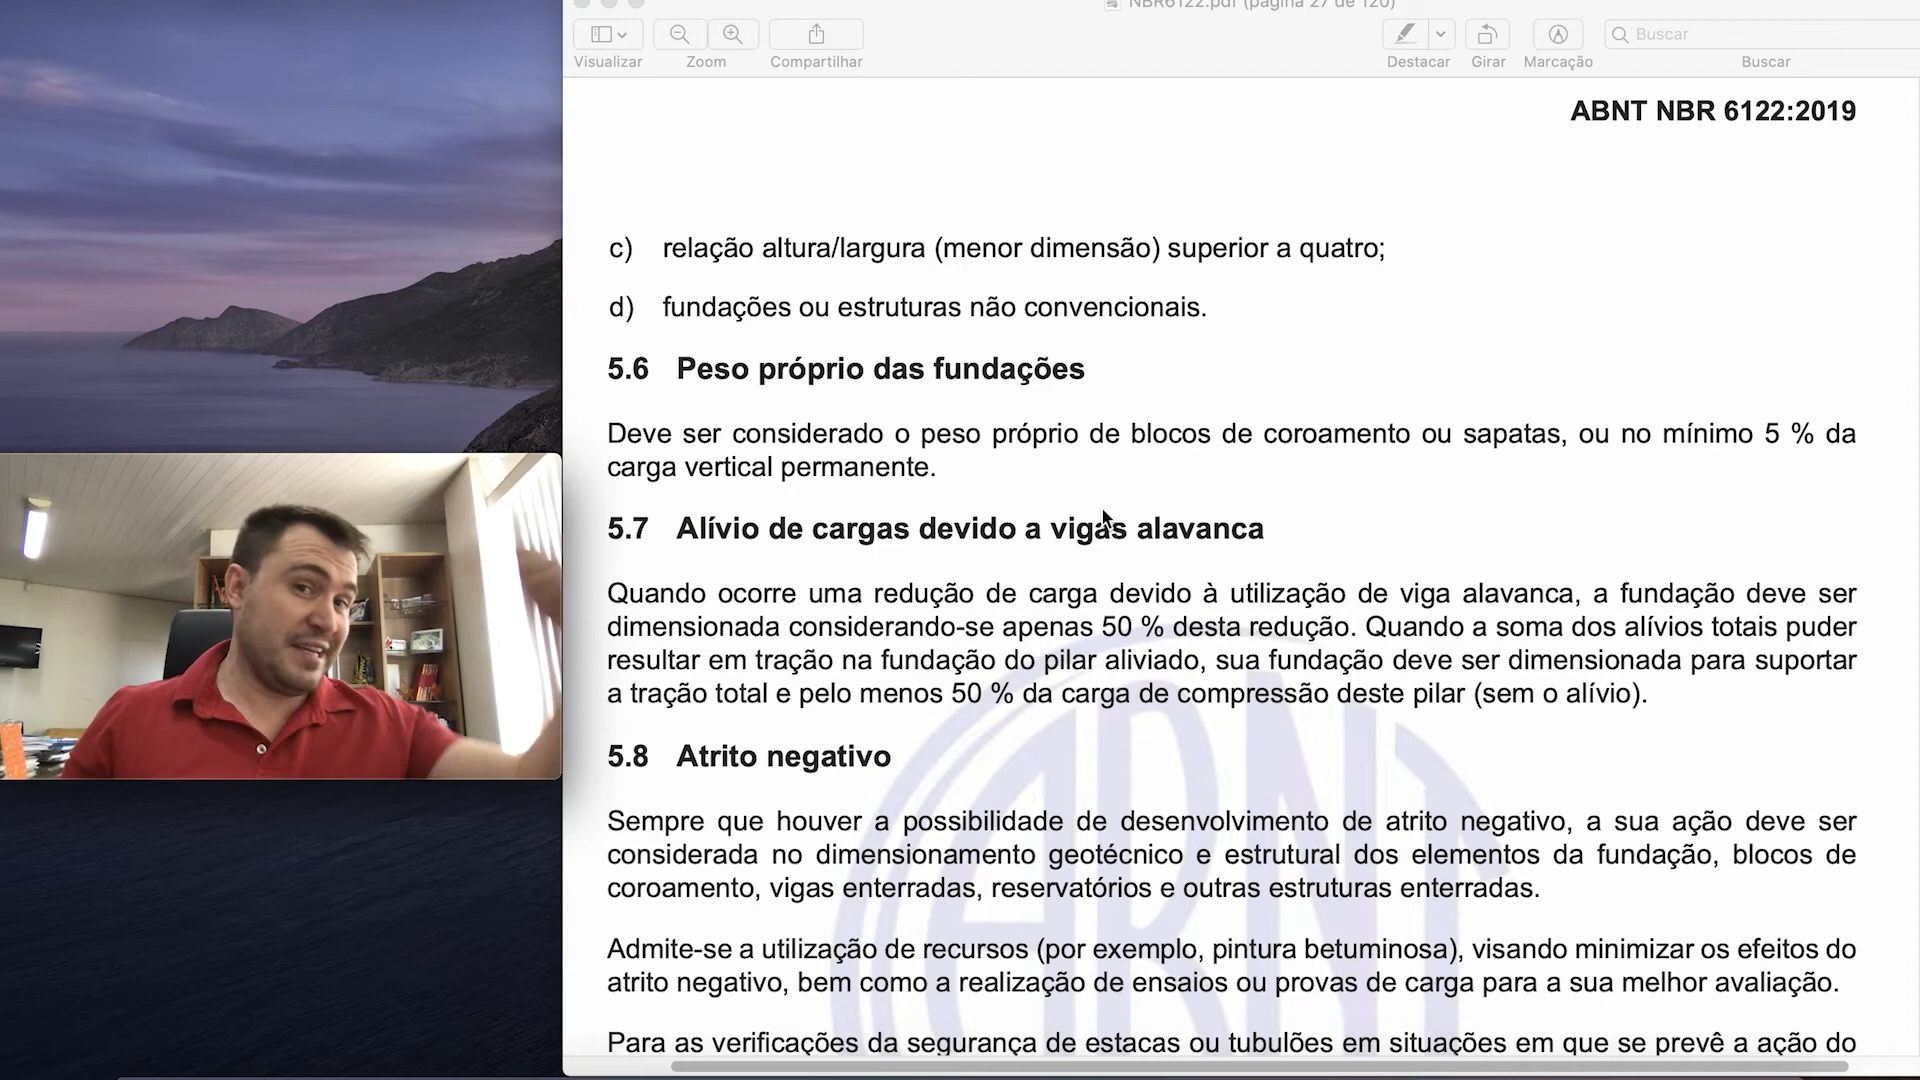 NBR6122.pdf (página 27 de 120)
Visualizar
Zoom
Compartilhar
Destacar
Girar
Marcação
Buscar
Buscar
ABNT NBR 6122:2019
c) relação altura/largura (menor dimensão) superior a quatro;
d) fundações ou estruturas não convencionais.
5.6 Peso próprio das fundações
Deve ser considerado o peso próprio de blocos de coroamento ou sapatas, ou no mínimo 5 % da
carga vertical permanente.
5.7 Alívio de cargas devido a vigas alavanca
Quando ocorre uma redução de carga devido à utilização de viga alavanca, a fundação deve ser
dimensionada considerando-se apenas 50 % desta redução. Quando a soma dos alívios totais puder
resultar em tração na fundação do pilar aliviado, sua fundação deve ser dimensionada para suportar
a tração total e pelo menos 50 % da carga de compressão deste pilar (sem o alívio).
5.8 Atrito negativo
Sempre que houver a possibilidade de desenvolvimento de atrito negativo, a sua ação deve ser
considerada no dimensionamento geotécnico e estrutural dos elementos da fundação, blocos de
coroamento, vigas enterradas, reservatórios e outras estruturas enterradas.
Admite-se a utilização de recursos (por exemplo, pintura betuminosa), visando minimizar os efeitos do
atrito negativo, bem como a realização de ensaios ou provas de carga para a sua melhor avaliação.
Para as verificações da segurança de estacas ou tubulões em situações em que se prevê a ação do
ABNT